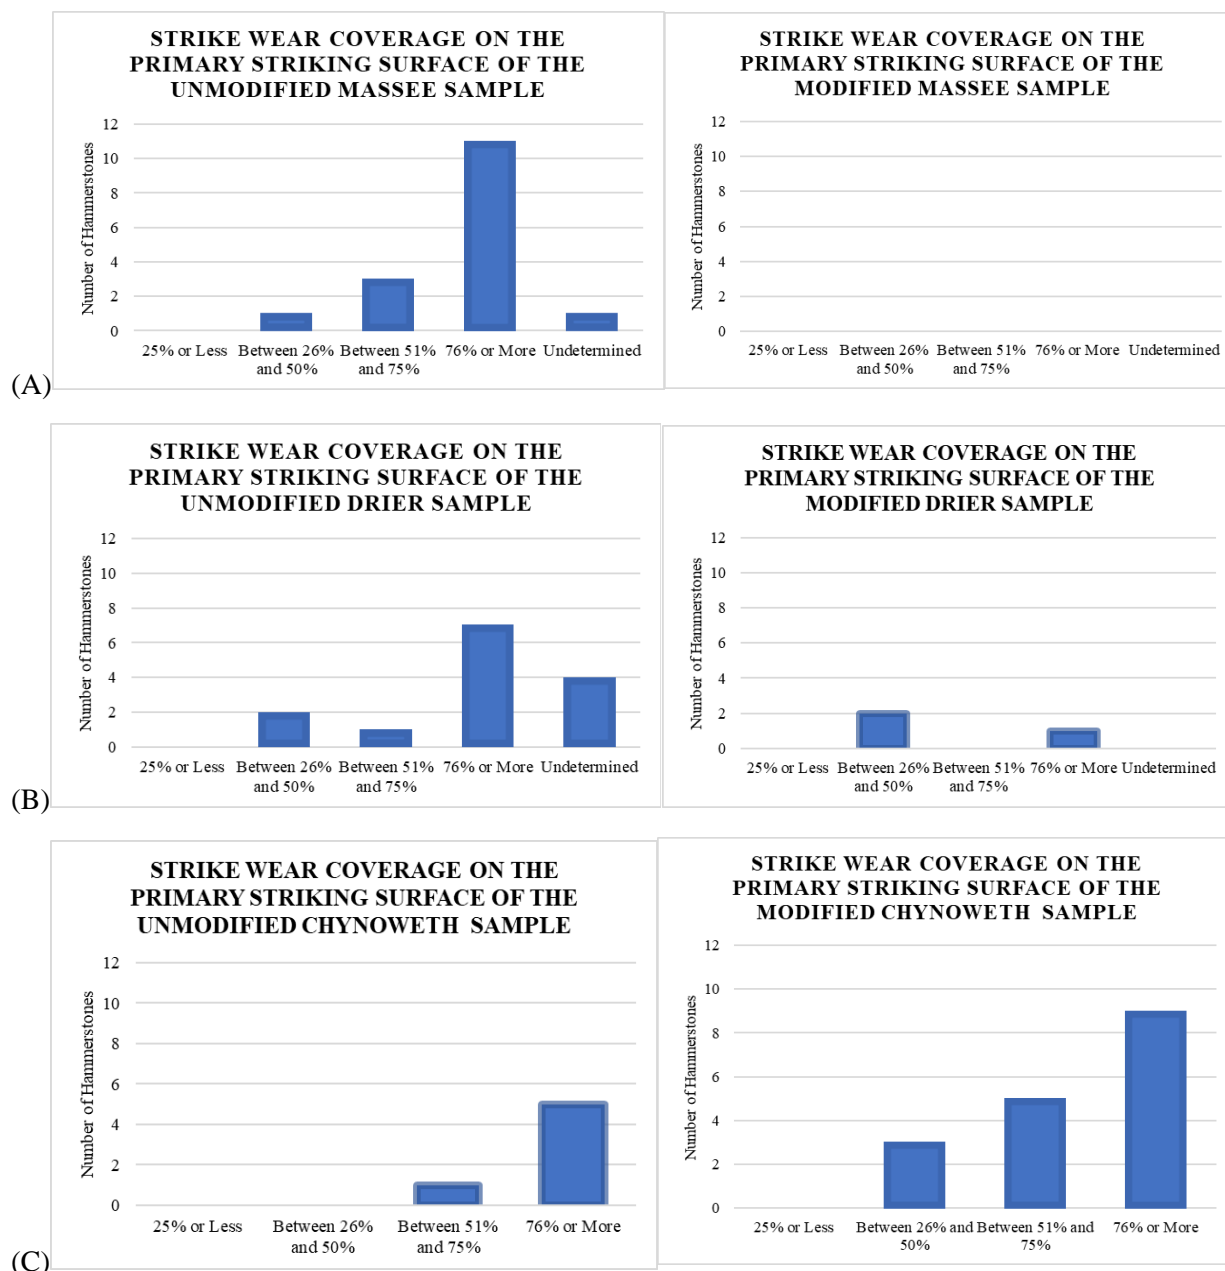 STRIKE WEAR COVERAGE ON THE
PRIMARY STRIKING SURFACE OF THE
UNMODIFIED MASSEE SAMPLE
Number of Hammerstones
12
10
8
6
4
2
0
25% or Less
Between 26%
and 50%
Between 51%
and 75%
76% or More
Undetermined
STRIKE WEAR COVERAGE ON THE
PRIMARY STRIKING SURFACE OF THE
MODIFIED MASSEE SAMPLE
Number of Hammerstones
12
10
8
6
4
2
0
25% or Less
Between 26%
and 50%
Between 51%
and 75%
76% or More
Undetermined
(A)
STRIKE WEAR COVERAGE ON THE
PRIMARY STRIKING SURFACE OF THE
UNMODIFIED DRIER SAMPLE
Number of Hammerstones
12
10
8
6
4
2
0
25% or Less
Between 26%
and 50%
Between 51%
and 75%
76% or More
Undetermined
STRIKE WEAR COVERAGE ON THE
PRIMARY STRIKING SURFACE OF THE
MODIFIED DRIER SAMPLE
Number of Hammerstones
12
10
8
6
4
2
0
25% or Less
Between 26%
and 50%
Between 51%
and 75%
76% or More
Undetermined
(B)
STRIKE WEAR COVERAGE ON THE
PRIMARY STRIKING SURFACE OF THE
UNMODIFIED CHYNOWETH SAMPLE
Number of Hammerstones
12
10
8
6
4
2
0
25% or Less
Between 26%
and 50%
Between 51%
and 75%
76% or More
STRIKE WEAR COVERAGE ON THE
PRIMARY STRIKING SURFACE OF THE
MODIFIED CHYNOWETH SAMPLE
Number of Hammerstones
12
10
8
6
4
2
0
25% or Less
Between 26% and
50%
Between 51% and
75%
76% or More
(C)